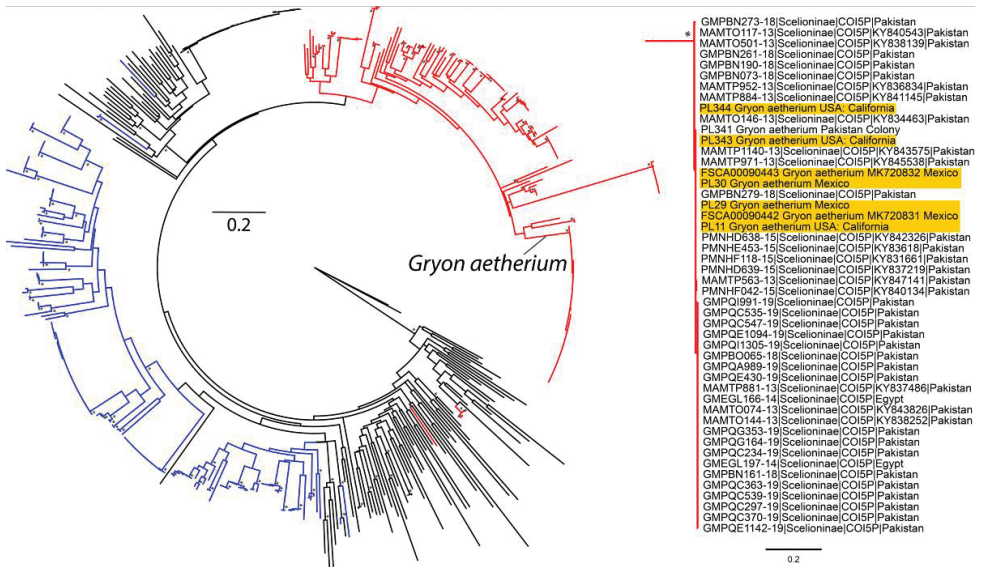 0.2
Gryon aetherium
*
GMPBN273-18|Scelioninae|COI5P|Pakistan
MAMTO117-13|Scelioninae|COI5P|KY840543|Pakistan
MAMTO501-13|Scelioninae|COI5P|KY838139|Pakistan
GMPBN261-18|Scelioninae|COI5P|Pakistan
GMPBN190-18|Scelioninae|COI5P|Pakistan
GMPBN073-18|Scelioninae|COI5P|Pakistan
MAMTP952-13|Scelioninae|COI5P|KY836834|Pakistan
MAMTP884-13|Scelioninae|COI5P|KY841145|Pakistan
PL344 Gryon aetherium USA: California
MAMTO146-13|Scelioninae|COI5P|KY834463|Pakistan
PL341 Gryon aetherium Pakistan Colony
PL343 Gryon aetherium USA: California
MAMTP1140-13|Scelioninae|COI5P|KY843575|Pakistan
MAMTP971-13|Scelioninae|COI5P|KY845538|Pakistan
FSCA00090443 Gryon aetherium MK720832 Mexico
PL30 Gryon aetherium Mexico
GMPBN279-18|Scelioninae|COI5P|Pakistan
PL29 Gryon aetherium Mexico
FSCA00090442 Gryon aetherium MK720831 Mexico
PL11 Gryon aetherium USA: California
PMNHD638-15|Scelioninae|COI5P|KY842326|Pakistan
PMNHE453-15|Scelioninae|COI5P|KY83618|Pakistan
PMNHF118-15|Scelioninae|COI5P|KY831661|Pakistan
PMNHD639-15|Scelioninae|COI5P|KY837219|Pakistan
MAMTP563-13|Scelioninae|COI5P|KY847141|Pakistan
PMNHF042-15|Scelioninae|COI5P|KY840134|Pakistan
GMPQI991-19|Scelioninae|COI5P|Pakistan
GMPQC535-19|Scelioninae|COI5P|Pakistan
GMPQC547-19|Scelioninae|COI5P|Pakistan
GMPQE1094-19|Scelioninae|COI5P|Pakistan
GMPQI1305-19|Scelioninae|COI5P|Pakistan
GMPBO065-18|Scelioninae|COI5P|Pakistan
GMPQA989-19|Scelioninae|COI5P|Pakistan
GMPQE430-19|Scelioninae|COI5P|Pakistan
MAMTP881-13|Scelioninae|COI5P|KY837486|Pakistan
GMEGL166-14|Scelioninae|COI5P|Egypt
MAMTO074-13|Scelioninae|COI5P|KY843826|Pakistan
MAMTO144-13|Scelioninae|COI5P|KY838252|Pakistan
GMPQG353-19|Scelioninae|COI5P|Pakistan
GMPQG164-19|Scelioninae|COI5P|Pakistan
GMPQC234-19|Scelioninae|COI5P|Pakistan
GMEGL197-14|Scelioninae|COI5P|Egypt
GMPBN161-18|Scelioninae|COI5P|Pakistan
GMPQC363-19|Scelioninae|COI5P|Pakistan
GMPQC539-19|Scelioninae|COI5P|Pakistan
GMPQC297-19|Scelioninae|COI5P|Pakistan
GMPQC370-19|Scelioninae|COI5P|Pakistan
GMPQE1142-19|Scelioninae|COI5P|Pakistan
0.2